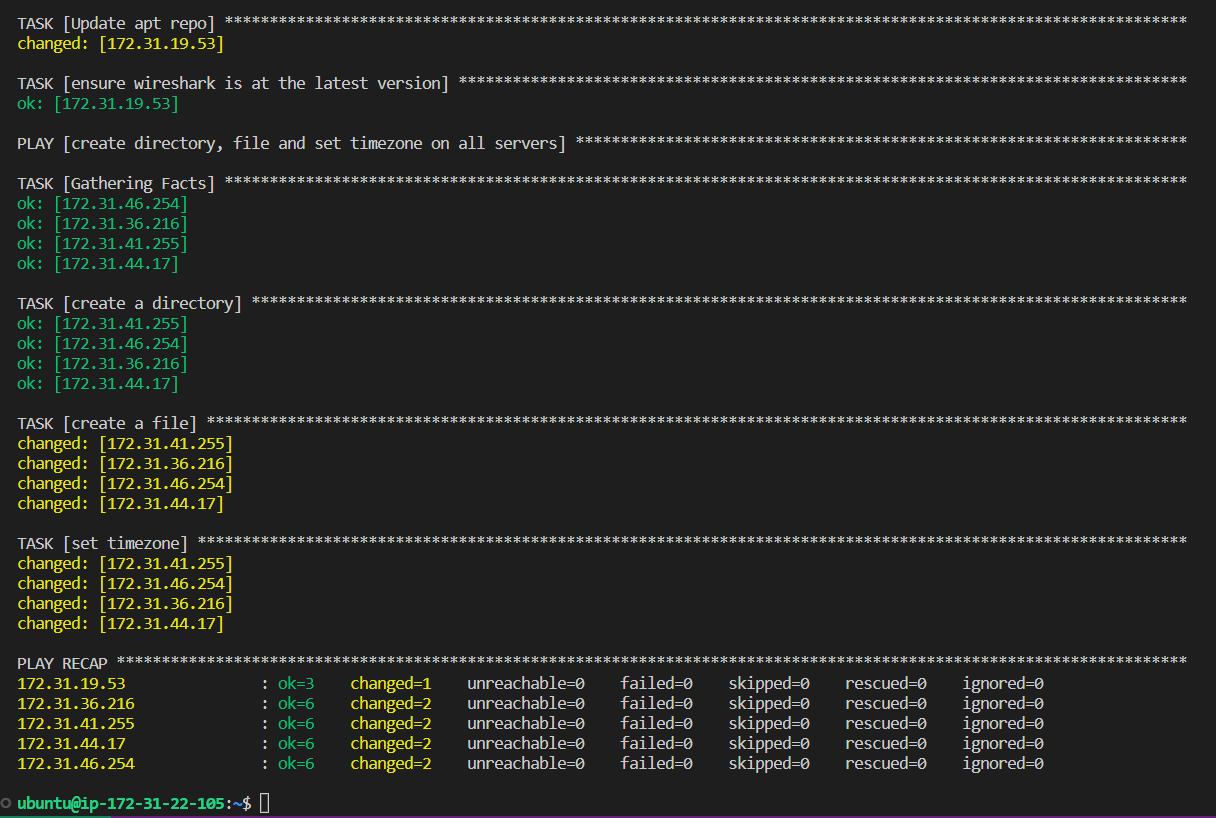 TASK [Update apt repo] ***********************************************************************************************************
changed: [172.31.19.53]
TASK [ensure wireshark is at the latest version] *********************************************************************************
ok: [172.31.19.53]
PLAY [create directory, file and set timezone on all servers] ********************************************************************
TASK [Gathering Facts] ***********************************************************************************************************
ok: [172.31.46.254]
ok: [172.31.36.216]
ok: [172.31.41.255]
ok: [172.31.44.17]
TASK [create a directory] ********************************************************************************************************
ok: [172.31.41.255]
ok: [172.31.46.254]
ok: [172.31.36.216]
ok: [172.31.44.17]
TASK [create a file] *************************************************************************************************************
changed: [172.31.41.255]
changed: [172.31.36.216]
changed: [172.31.46.254]
changed: [172.31.44.17]
TASK [set timezone] **************************************************************************************************************
changed: [172.31.41.255]
changed: [172.31.46.254]
changed: [172.31.36.216]
changed: [172.31.44.17]
PLAY RECAP ***********************************************************************************************************************
172.31.19.53               : ok=3    changed=1    unreachable=0    failed=0    skipped=0    rescued=0    ignored=0
172.31.36.216              : ok=6    changed=2    unreachable=0    failed=0    skipped=0    rescued=0    ignored=0
172.31.41.255              : ok=6    changed=2    unreachable=0    failed=0    skipped=0    rescued=0    ignored=0
172.31.44.17               : ok=6    changed=2    unreachable=0    failed=0    skipped=0    rescued=0    ignored=0
172.31.46.254              : ok=6    changed=2    unreachable=0    failed=0    skipped=0    rescued=0    ignored=0
ubuntu@ip-172-31-22-105:~$